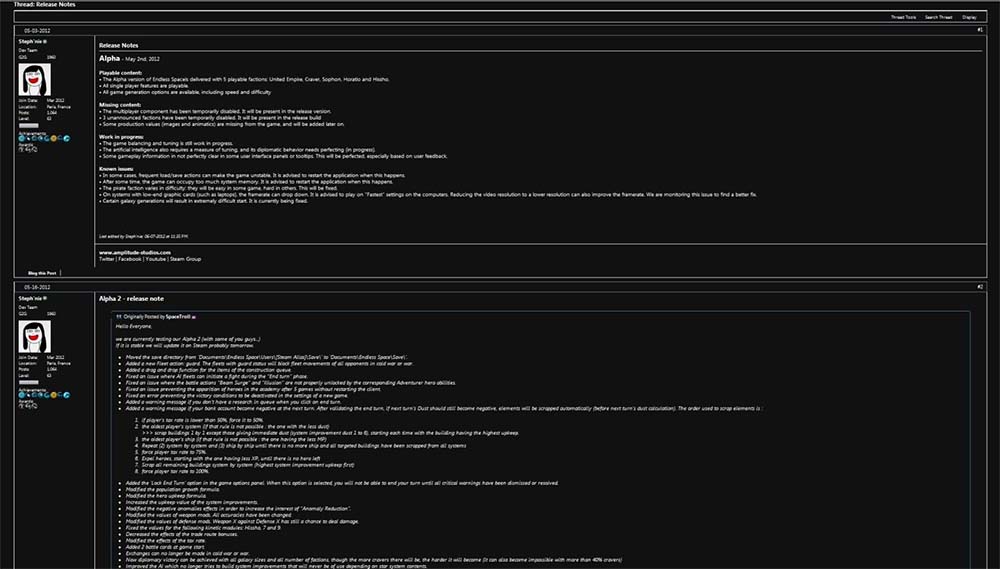 Thread: Release Notes
Thread Tools Search Thread Display
05-03-2012 #1
Steph'nie
Dev Team
G2G 1960
Join Date: Mar 2012
Location: Paris, France
Posts: 1,064
Level: 63
Achievements:
Awards:
Release Notes
Alpha - May 2nd, 2012
Playable content:
• The Alpha version of Endless Spaceis delivered with 5 playable factions: United Empire, Craver, Sophon, Horatio and Hissho.
• All single player features are playable.
• All game generation options are available, including speed and difficulty
Missing content:
• The multiplayer component has been temporarily disabled. It will be present in the release version.
• 3 unannounced factions have been temporarily disabled. It will be present in the release build
• Some production values (images and animatics) are missing from the game, and will be added later on.
Work in progress:
• The game balancing and tuning is still work in progress.
• The artificial intelligence also requires a measure of tuning, and its diplomatic behavior needs perfecting (in progress).
• Some gameplay information in not perfectly clear in some user interface panels or tooltips. This will be perfected, especially based on user feedback.
Known issues:
• In some cases, frequent load/save actions can make the game unstable. It is advised to restart the application when this happens.
• After some time, the game can occupy too much system memory. It is advised to restart the application when this happens.
• The pirate faction varies in difficulty: they will be easy in some game, hard in others. This will be fixed.
• On systems with low-end graphic cards (such as laptops), the framerate can drop down. It is advised to play on "Fastest" settings on the computers. Reducing the video resolution to a lower resolution can also improve the framerate. We are monitoring this issue to find a better fix.
• Certain galaxy generations will result in extremely difficult start. It is currently being fixed.
Last edited by Steph'nie; 06-07-2012 at
www.amplitude-studios.com
Twitter | Facebook | Youtube | Steam Group
Blog this Post
05-16-2012 #2
Steph'nie
Dev Team
G2G 1960
Join Date: Mar 2012
Location: Paris, France
Posts: 1,064
Level: 63
Achievements:
Awards:
Alpha 2 - release note
Originally Posted by SpaceTroll
Hello Everyone,
we are currently testing our Alpha 2 (with some of you guys...)
If it is stable we will update it on Steam probably tomorrow.
• Moved the save directory from 'Documents\Endless Space\Users\[Steam Alias]\Save\' to 'Documents\Endless Space\Save\'.
• Added a new Fleet action: guard. The fleets with guard status will block fleet movements of all opponents in cold war or war.
• Added a drag and drop function for the items of the construction queue.
• Fixed an issue where AI fleets can initiate a fight during the "End turn" phase.
• Fixed an issue where the battle actions "Beam Surge" and "Illusion" are not properly unlocked by the corresponding Adventurer hero abilities.
• Fixed an issue preventing the apparition of heroes in the academy after 5 games without restarting the client.
• Fixed an error preventing the victory conditions to be deactivated in the settings of a new game.
• Added a warning message if you don't have a research in queue when you click on end turn.
• Added a warning message if your bank account become negative at the next turn. After validating the end turn, if next turn's Dust should still become negative, elements will be scrapped automatically (before next turn's dust calculation). The order used to scrap elements is :
1. if player's tax rate is lower than 50%, force it to 50%.
2. the oldest player's system (if that rule is not possible : the one with the less dust)
>>> scrap buildings 1 by 1 except those giving immediate dust (system improvement dust 1 to 6), starting each time with the building having the highest upkeep.
3. the oldest player's ship (if that rule is not possible : the one having the less MP)
4. Repeat (2) system by system and (3) ship by ship until there is no more ship and all targeted buildings have been scrapped from all systems
5. force player tax rate to 75%.
6. Expel heroes, starting with the one having less XP, until there is no hero left
7. Scrap all remaining buildings system by system (highest system improvement upkeep first)
8. force player tax rate to 100%.
• Added the 'Lock End Turn' option in the game options panel. When this option is selected, you will not be able to end your turn until all critical warnings have been dismissed or resolved.
• Modified the population growth formula.
• Modified the hero upkeep formula.
• Increased the upkeep value of the system improvements.
• Modified the negative anomalies effects in order to increase the interest of "Anomaly Reduction".
• Modified the values of weapon mods. All accuracies have been changed.
• Modified the values of defense mods. Weapon X against Defense X has still a chance to deal damage.
• Fixed the values for the following kinetic modules: Hissho, 7 and 9.
• Decreased the effects of the trade route bonuses.
• Modified the effects of the tax rate.
• Added 2 battle cards at game start.
• Exchanges can no longer be made in cold war or war.
• Now diplomatic victory can be achieved with all galaxy sizes and all number of factions, though the more cravers there will be, the harder it will become (it can also become impossible with more than 40% cravers)
• Improved the AI which no longer tries to build system improvements that will never be of use depending on star system contents.